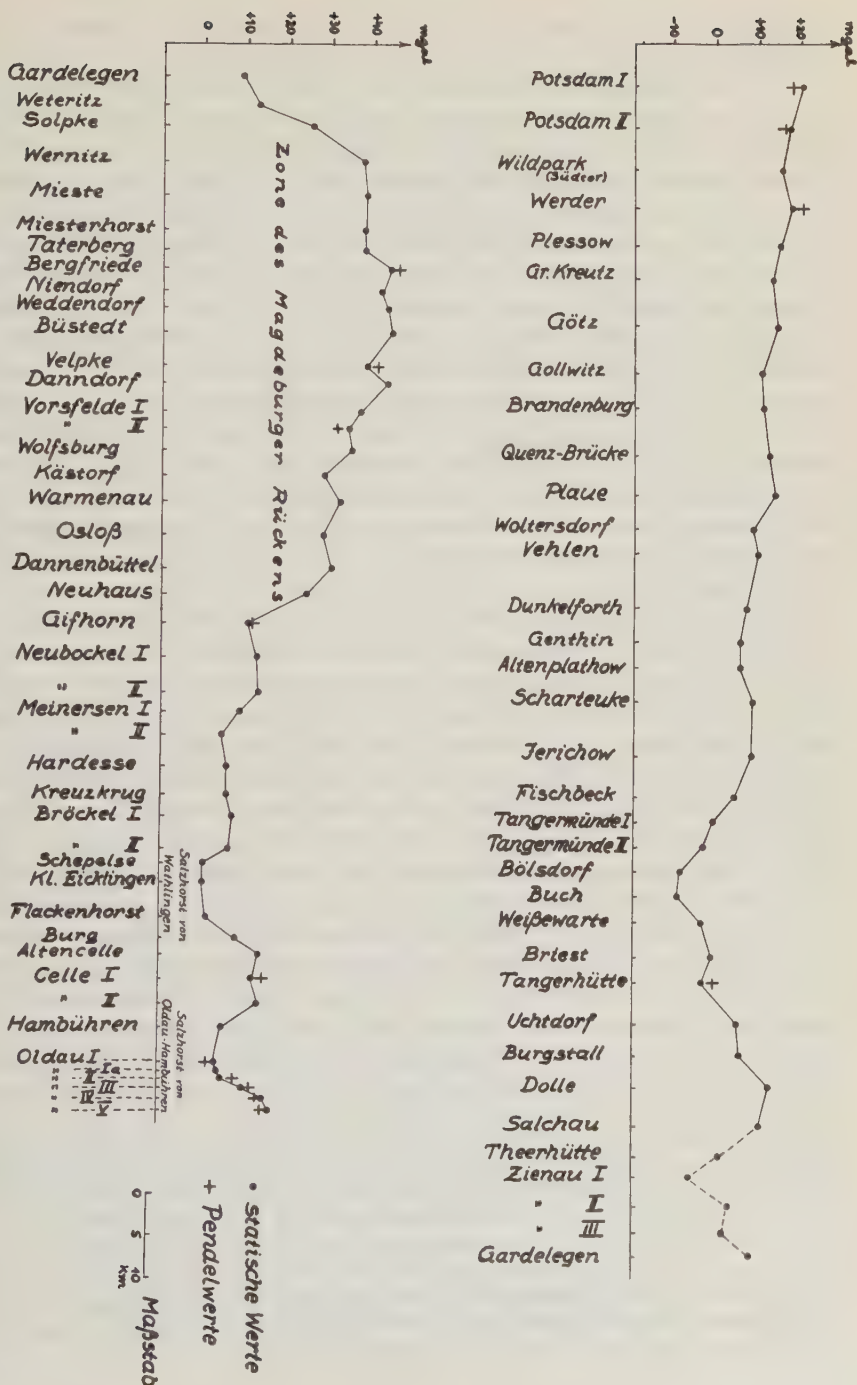 0 +10 +20 +30 +40 mgal
Gardelegen
Weteritz
Solpke
Wernitz
Mieste
Miesterhorst
Taterberg
Bergfriede
Niendorf
Weddendorf
Büstedt
Velpke
Danndorf
Vorsfelde I
" II
Wolfsburg
Kästorf
Warmenau
Osloß
Dannenbüttel
Neuhaus
Gifhorn
Neubockel I
" II
Meinersen I
" II
Hardesse
Kreuzkrug
Bröckel I
" II
Schepelse
Kl. Eicklingen
Flackenhorst
Burg
Altencelle
Celle I
" II
Hambühren
Oldau I
" Ia
" II
" III
" IV
" V
Zone des Magdeburger Rückens
Salzhorst von
Wathlingen
Salzhorst von
Oldau-Hambühren
-10 0 +10 +20 mgal
Potsdam I
Potsdam II
Wildpark
(Südtor)
Werder
Plessow
Gr. Kreutz
Götz
Gollwitz
Brandenburg
Quenz-Brücke
Plaue
Woltersdorf
Vehlen
Dunkelforth
Genthin
Altenplathow
Scharteuke
Jerichow
Fischbeck
Tangermünde I
Tangermünde II
Bölsdorf
Buch
Weißewarte
Briest
Tangerhütte
Uchtdorf
Burgstall
Dolle
Salchau
Theerhütte
Zienau I
" II
" III
Gardelegen
• statische Werte
+ Pendelwerte
0 5 10
km
Maßstab